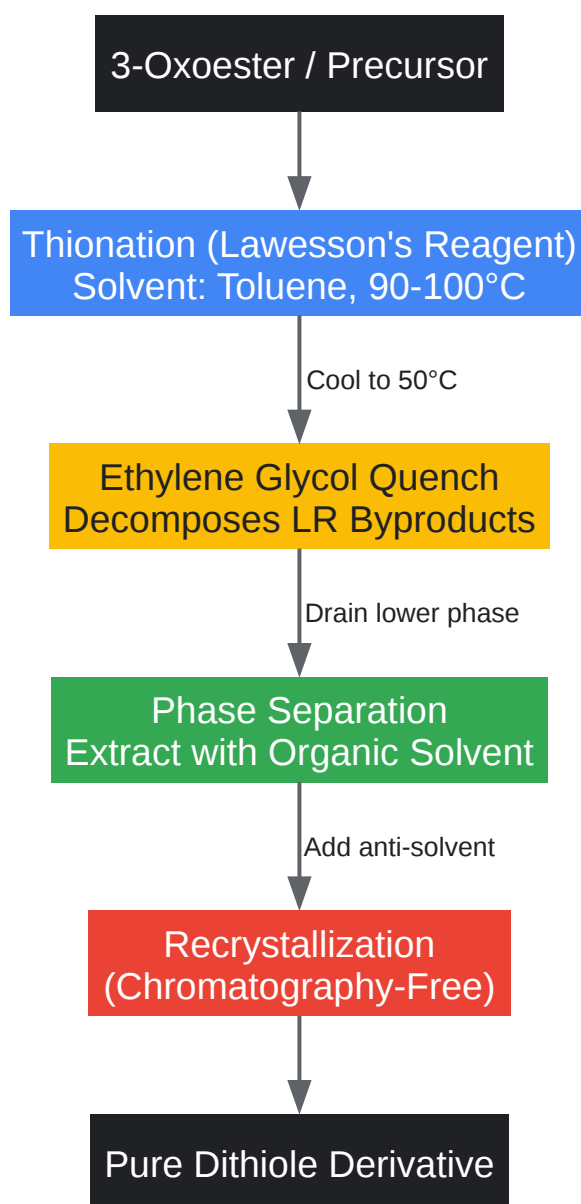 3-Oxoester / Precursor
Thionation (Lawesson's Reagent)
Solvent: Toluene, 90-100°C
Cool to 50°C
Ethylene Glycol Quench
Decomposes LR Byproducts
Drain lower phase
Phase Separation
Extract with Organic Solvent
Add anti-solvent
Recrystallization
(Chromatography-Free)
Pure Dithiole Derivative